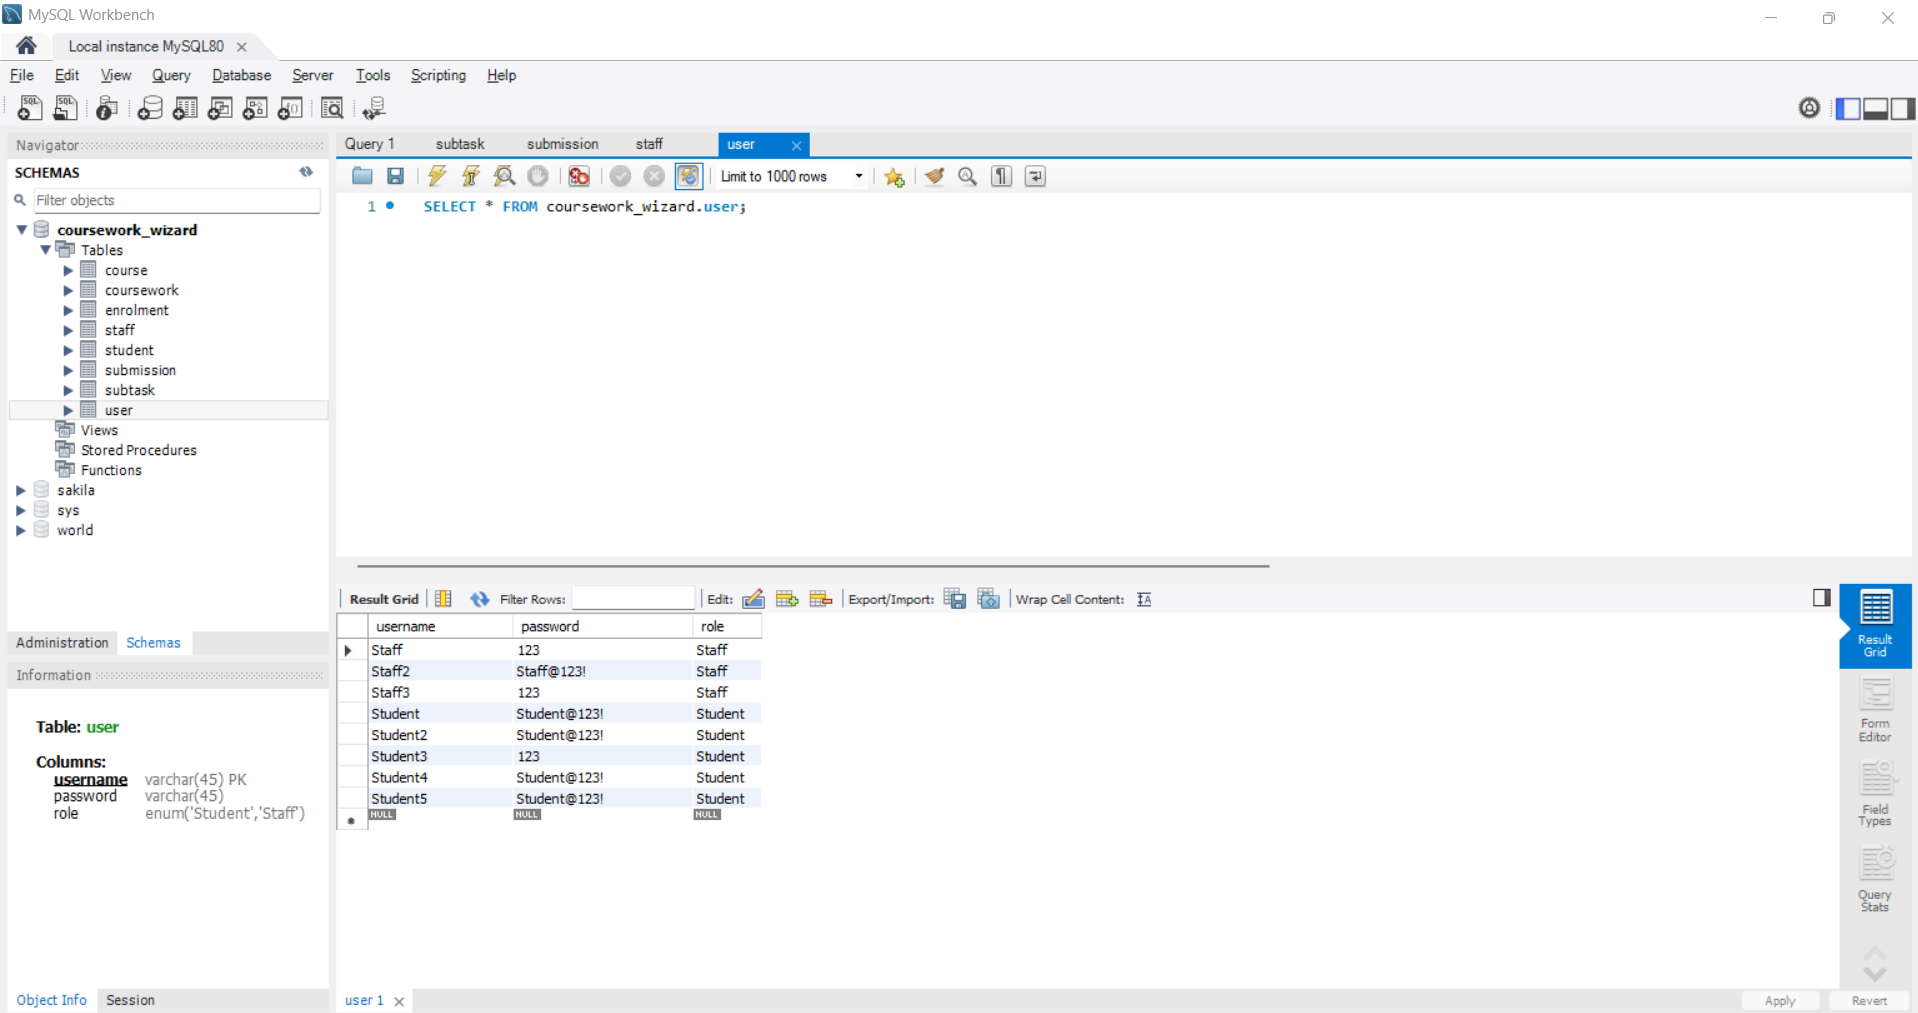 MySQL Workbench
Local instance MySQL80
File Edit View Query Database Server Tools Scripting Help
Navigator
SCHEMAS
Filter objects
coursework_wizard
Tables
course
coursework
enrolment
staff
student
submission
subtask
user
Views
Stored Procedures
Functions
sakila
sys
world
Administration Schemas
Information
Table: user
Columns:
username varchar(45) PK
password varchar(45)
role enum('Student','Staff')
Object Info Session
Query 1 subtask submission staff user
Limit to 1000 rows
1 SELECT * FROM coursework_wizard.user;
Result Grid Filter Rows: Edit: Export/Import: Wrap Cell Content:
username password role
Staff 123 Staff
Staff2 Staff@123! Staff
Staff3 123 Staff
Student Student@123! Student
Student2 Student@123! Student
Student3 123 Student
Student4 Student@123! Student
Student5 Student@123! Student
NULL NULL NULL
Result
Grid
Form
Editor
Field
Types
Query
Stats
user 1
Apply Revert